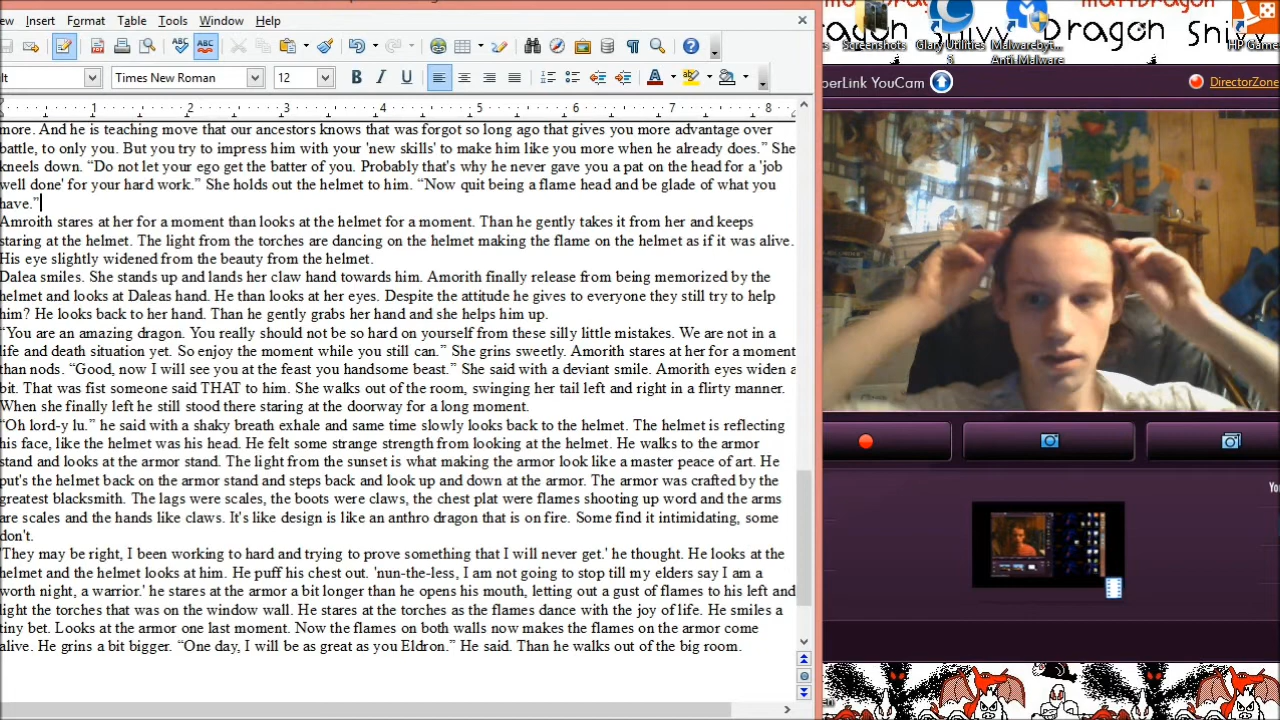 ew Insert Format Table Tools Window Help
lt Times New Roman 12
1 2 3 4 5 6 7 8
more. And he is teaching move that our ancestors knows that was forgot so long ago that gives you more advantage over
battle, to only you. But you try to impress him with your 'new skills' to make him like you more when he already does.” She
kneels down. “Do not let your ego get the batter of you. Probably that's why he never gave you a pat on the head for a 'job
well done' for your hard work.” She holds out the helmet to him. “Now quit being a flame head and be glade of what you
have.”
Amroith stares at her for a moment than looks at the helmet for a moment. Than he gently takes it from her and keeps
staring at the helmet. The light from the torches are dancing on the helmet making the flame on the helmet as if it was alive.
His eye slightly widened from the beauty from the helmet.
Dalea smiles. She stands up and lands her claw hand towards him. Amorith finally release from being memorized by the
helmet and looks at Daleas hand. He than looks at her eyes. Despite the attitude he gives to everyone they still try to help
him? He looks back to her hand. Than he gently grabs her hand and she helps him up.
“You are an amazing dragon. You really should not be so hard on yourself from these silly little mistakes. We are not in a
life and death situation yet. So enjoy the moment while you still can.” She grins sweetly. Amorith stares at her for a moment
than nods. “Good, now I will see you at the feast you handsome beast.” She said with a deviant smile. Amorith eyes widen a
bit. That was fist someone said THAT to him. She walks out of the room, swinging her tail left and right in a flirty manner.
When she finally left he still stood there staring at the doorway for a long moment.
“Oh lord-y lu.” he said with a shaky breath exhale and same time slowly looks back to the helmet. The helmet is reflecting
his face, like the helmet was his head. He felt some strange strength from looking at the helmet. He walks to the armor
stand and looks at the armor stand. The light from the sunset is what making the armor look like a master peace of art. He
put's the helmet back on the armor stand and steps back and look up and down at the armor. The armor was crafted by the
greatest blacksmith. The lags were scales, the boots were claws, the chest plat were flames shooting up word and the arms
are scales and the hands like claws. It's like design is like an anthro dragon that is on fire. Some find it intimidating, some
don't.
'They may be right, I been working to hard and trying to prove something that I will never get.' he thought. He looks at the
helmet and the helmet looks at him. He puff his chest out. 'nun-the-less, I am not going to stop till my elders say I am a
worth night, a warrior.' he stares at the armor a bit longer than he opens his mouth, letting out a gust of flames to his left and
light the torches that was on the window wall. He stares at the torches as the flames dance with the joy of life. He smiles a
tiny bet. Looks at the armor one last moment. Now the flames on both walls now makes the flames on the armor come
alive. He grins a bit bigger. “One day, I will be as great as you Eldron.” He said. Than he walks out of the big room.
Dragon Shivy
Screenshots Glary Utilities 5 Malwarebyt... Anti-Malware HP Game
perLink YouCam DirectorZone
You